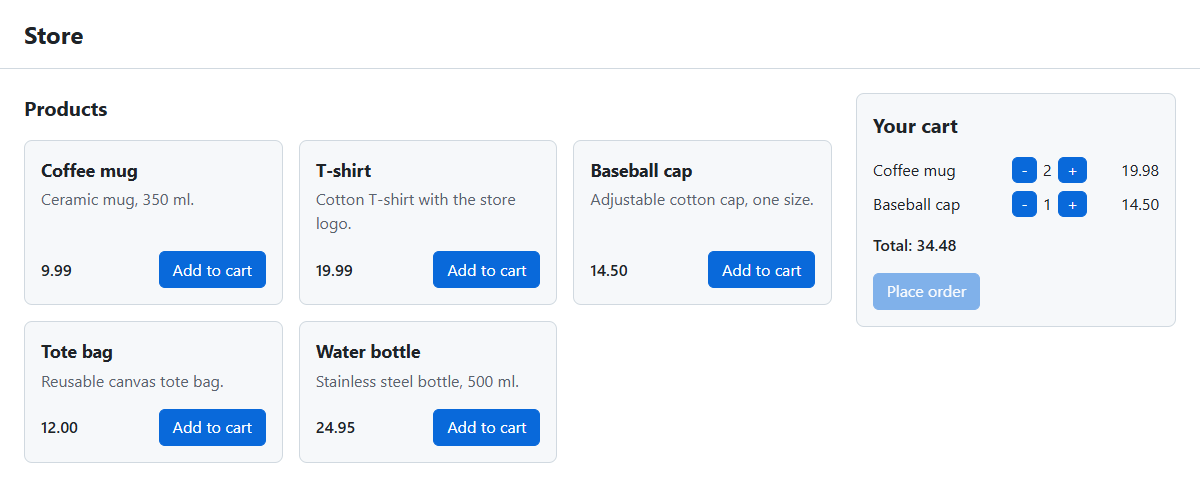 Store
Products
Coffee mug
Ceramic mug, 350 ml.
9.99
Add to cart
T-shirt
Cotton T-shirt with the store
logo.
19.99
Add to cart
Baseball cap
Adjustable cotton cap, one size.
14.50
Add to cart
Tote bag
Reusable canvas tote bag.
12.00
Add to cart
Water bottle
Stainless steel bottle, 500 ml.
24.95
Add to cart
Your cart
Coffee mug - 2 + 19.98
Baseball cap - 1 + 14.50
Total: 34.48
Place order